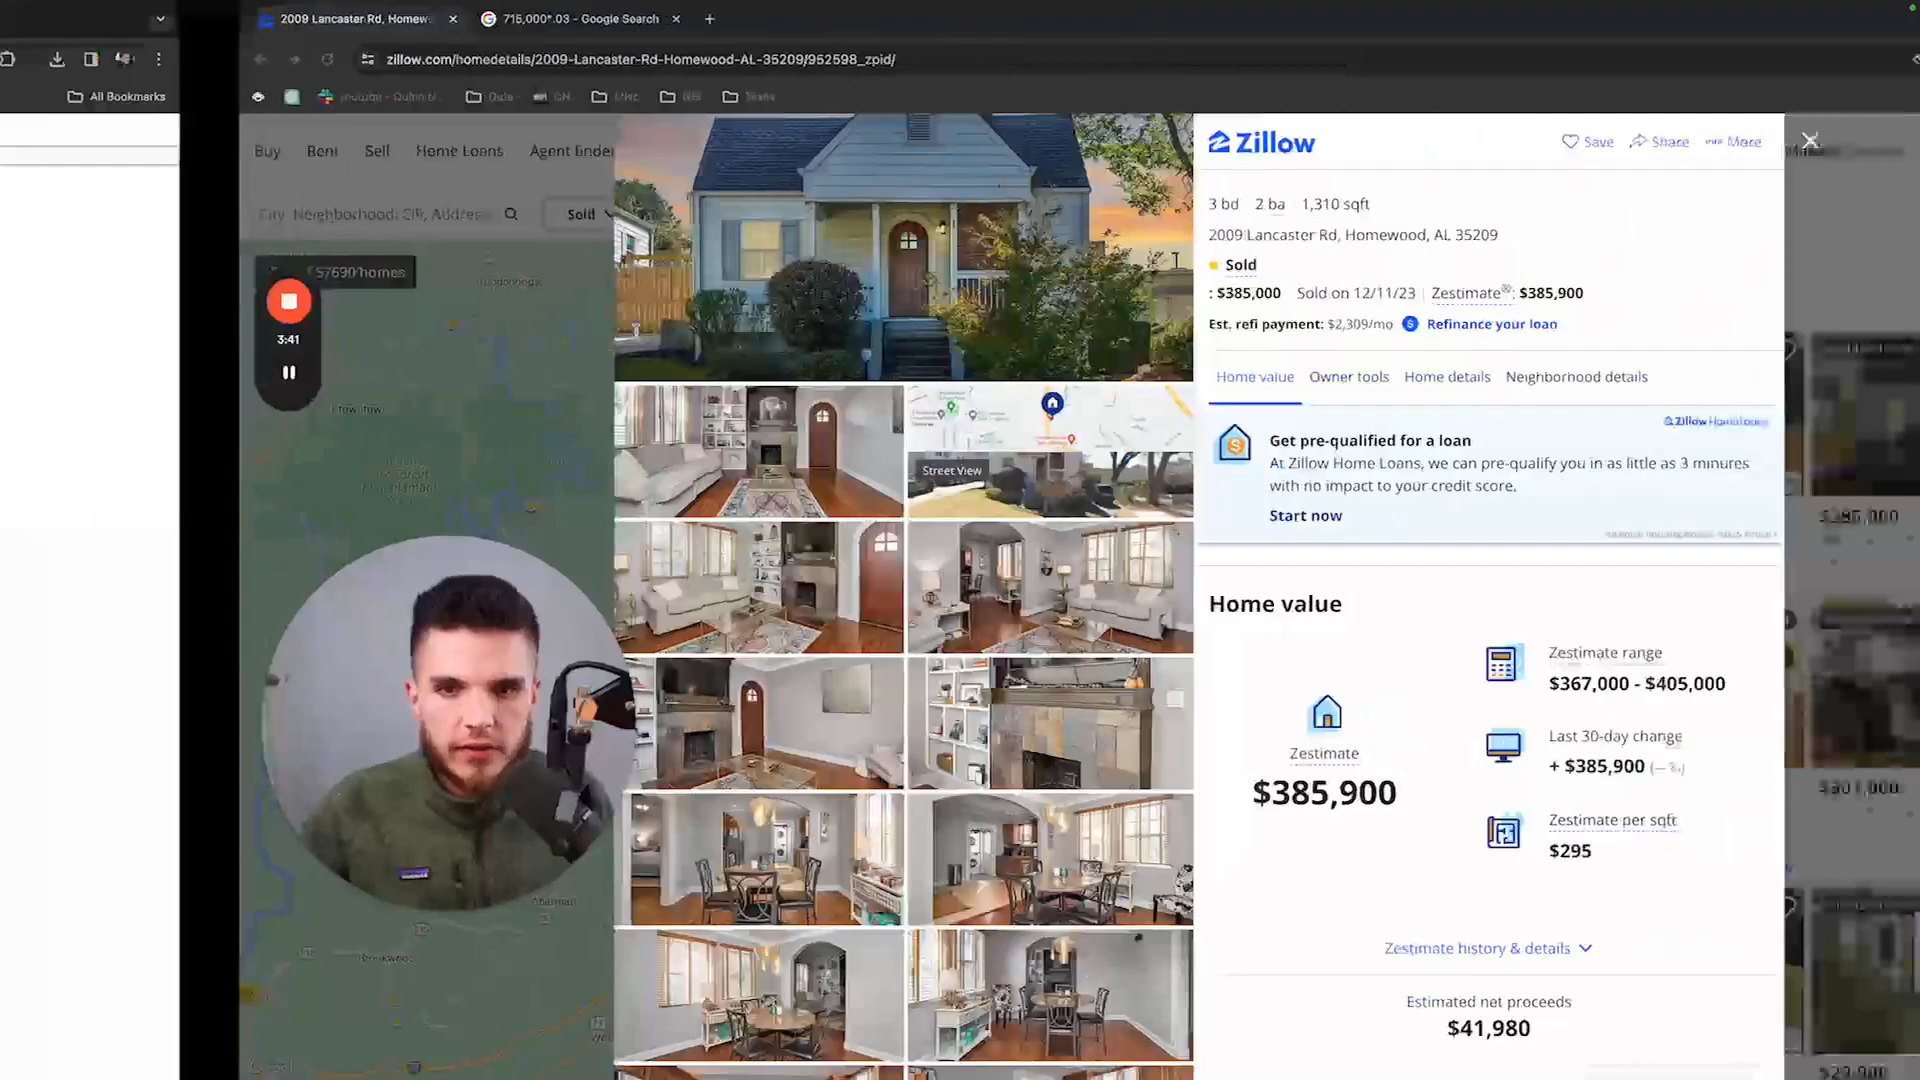 2009 Lancaster Rd, Homew
715,000*.03 - Google Search
zillow.com/homedetails/2009-Lancaster-Rd-Homewood-AL-35209/952598_zpid/
All Bookmarks
Buy
Sell
Home Loans
Agent finder
Sold
57690 homes
3:41
Street View
Zillow
Save
Share
More
3 bd 2 ba 1,310 sqft
2009 Lancaster Rd, Homewood, AL 35209
Sold
: $385,000 Sold on 12/11/23 Zestimate®: $385,900
Est. refi payment: $2,309/mo Refinance your loan
Home value Owner tools Home details Neighborhood details
Get pre-qualified for a loan
At Zillow Home Loans, we can pre-qualify you in as little as 3 minures
with no impact to your credit score.
Start now
Home value
Zestimate
$385,900
Zestimate range
$367,000 - $405,000
Last 30-day change
+ $385,900
Zestimate per sqft
$295
Zestimate history & details
Estimated net proceeds
$41,980